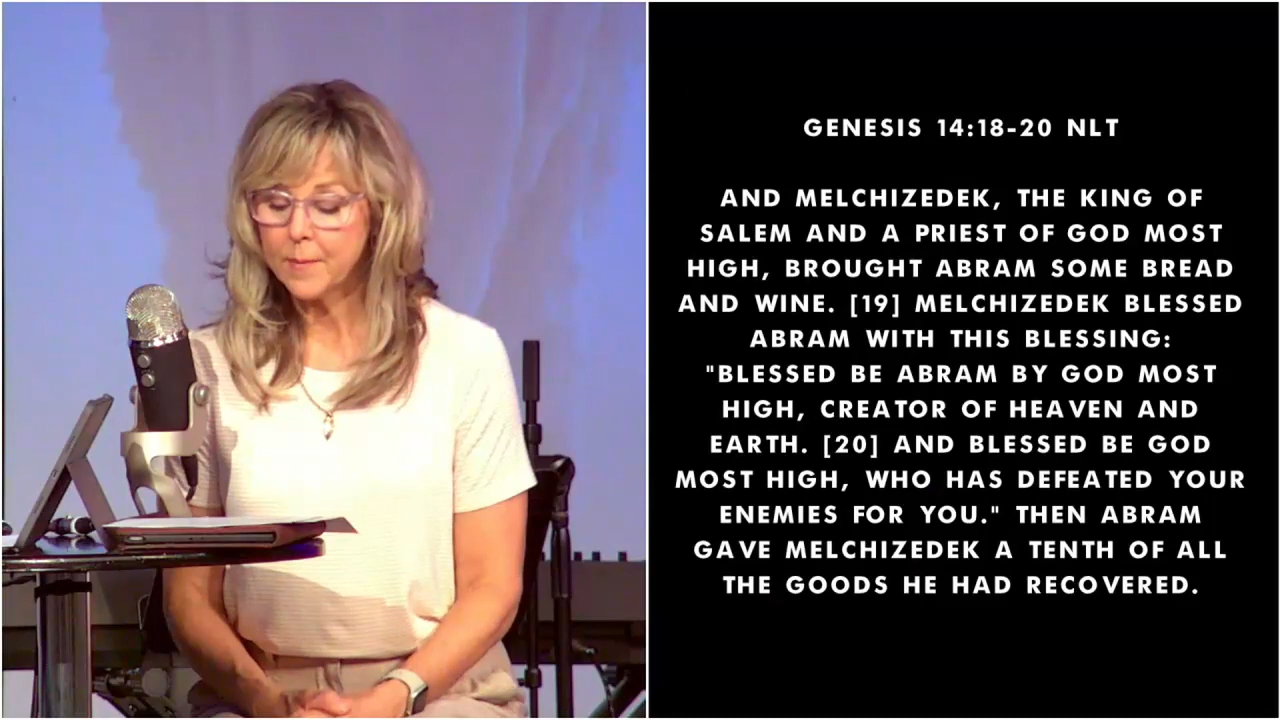 GENESIS 14:18-20 NLT
AND MELCHIZEDEK, THE KING OF
SALEM AND A PRIEST OF GOD MOST
HIGH, BROUGHT ABRAM SOME BREAD
AND WINE. [19] MELCHIZEDEK BLESSED
ABRAM WITH THIS BLESSING:
"BLESSED BE ABRAM BY GOD MOST
HIGH, CREATOR OF HEAVEN AND
EARTH. [20] AND BLESSED BE GOD
MOST HIGH, WHO HAS DEFEATED YOUR
ENEMIES FOR YOU." THEN ABRAM
GAVE MELCHIZEDEK A TENTH OF ALL
THE GOODS HE HAD RECOVERED.